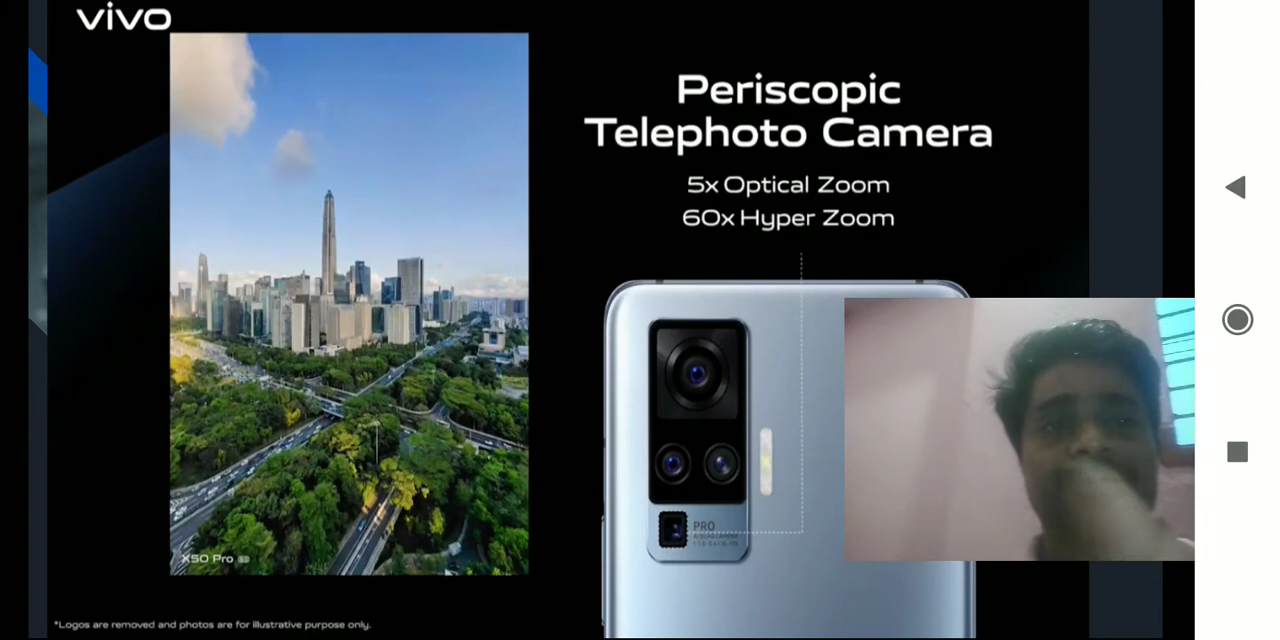 vivo
Periscopic
Telephoto Camera
5x Optical Zoom
60x Hyper Zoom
PRO
X50 Pro
*Logos are removed and photos are for illustrative purpose only.